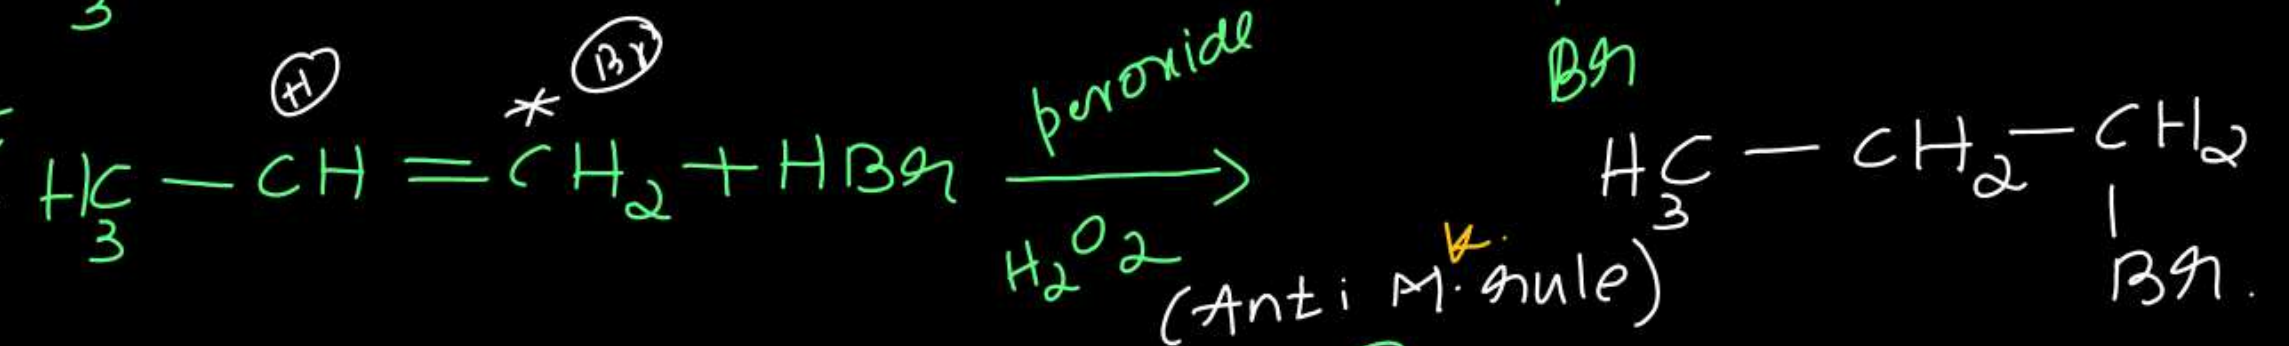 3
H Br
* peroxide Br
H₃C — CH = CH₂ + HBr ⟶ H₃C — CH₂ — CH₂
|
H₂O₂ K. Br.
(Anti M. rule)